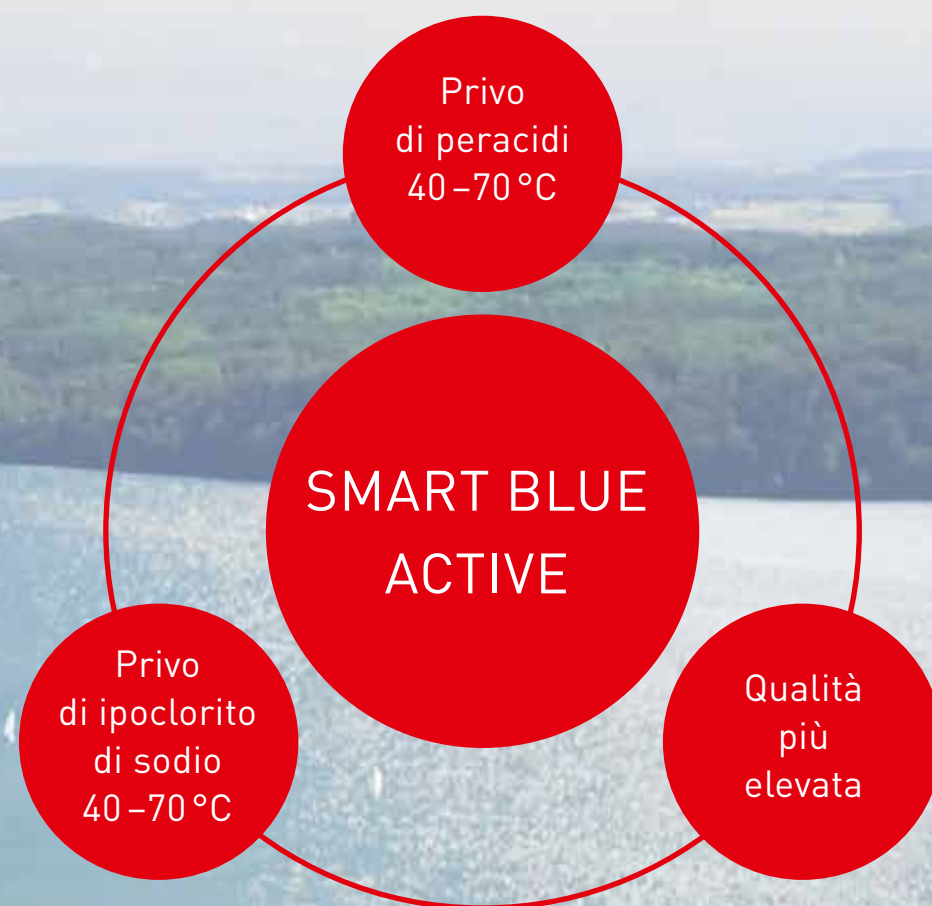 Privo
di peracidi
40–70 °C
SMART BLUE
ACTIVE
Privo
di ipoclorito
di sodio
40–70 °C
Qualità
più
elevata